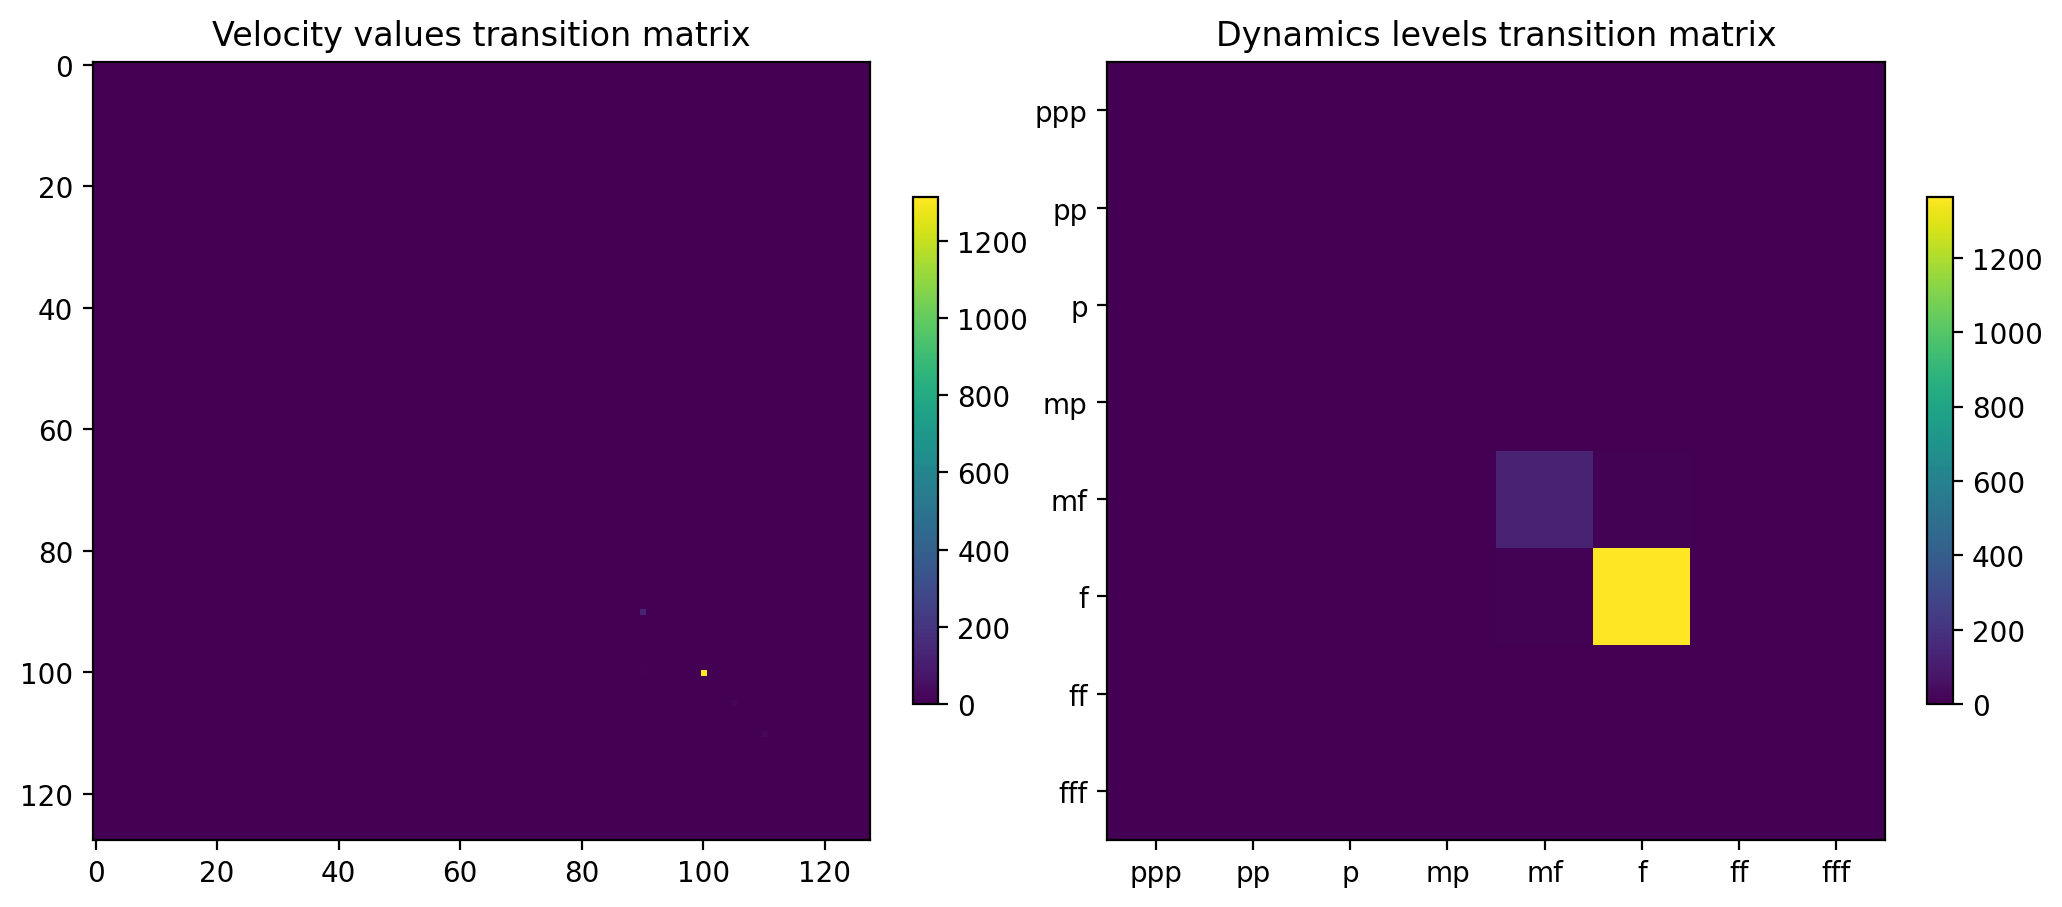 Velocity values transition matrix
0
20
40
60
80
100
120
0 20 40 60 80 100 120
1200
1000
800
600
400
200
0
Dynamics levels transition matrix
ppp
pp
p
mp
mf
f
ff
fff
ppp pp p mp mf f ff fff
1200
1000
800
600
400
200
0